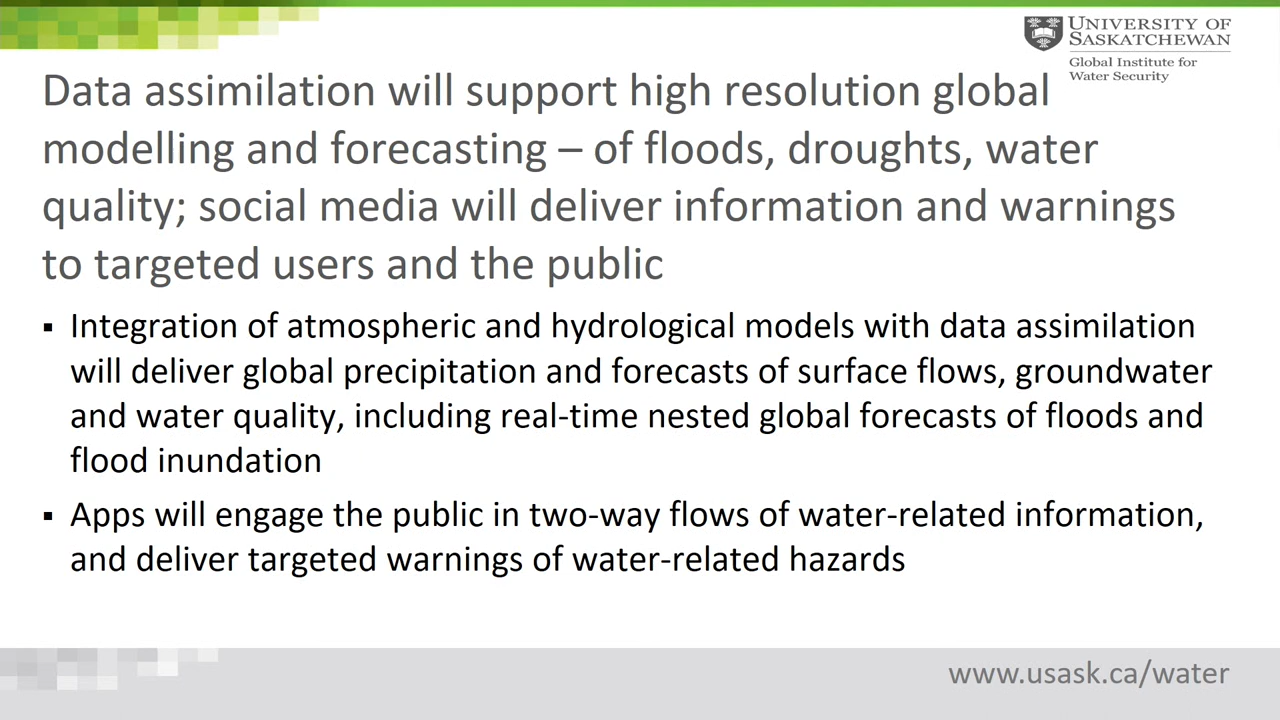 UNIVERSITY OF
SASKATCHEWAN
Global Institute for
Water Security
Data assimilation will support high resolution global
modelling and forecasting – of floods, droughts, water
quality; social media will deliver information and warnings
to targeted users and the public
▪ Integration of atmospheric and hydrological models with data assimilation
will deliver global precipitation and forecasts of surface flows, groundwater
and water quality, including real-time nested global forecasts of floods and
flood inundation
▪ Apps will engage the public in two-way flows of water-related information,
and deliver targeted warnings of water-related hazards
www.usask.ca/water